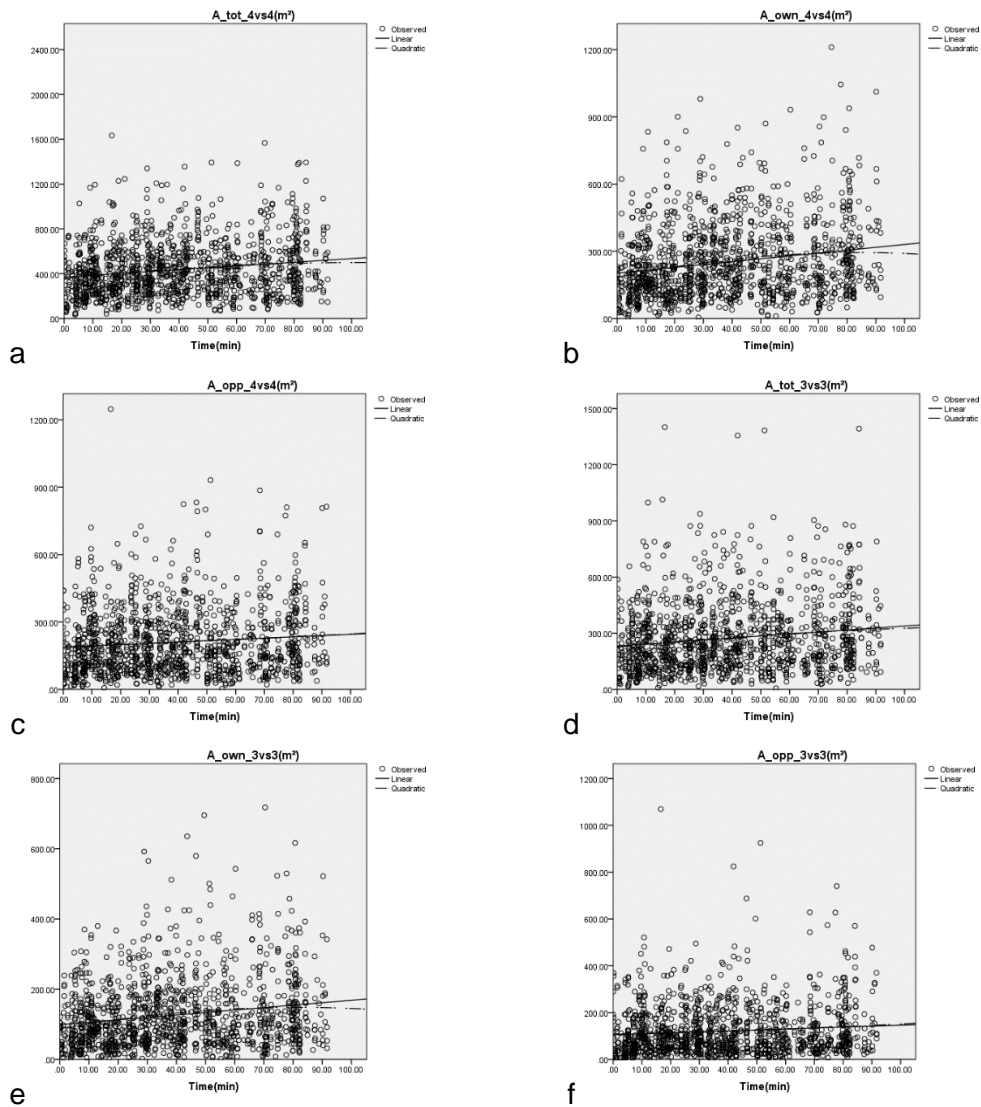 A_tot_4vs4(m²)
2400.00
2000.00
1600.00
1200.00
800.00
400.00
.00
.00 10.00 20.00 30.00 40.00 50.00 60.00 70.00 80.00 90.00 100.00
Time(min)
Observed
Linear
Quadratic
a
A_own_4vs4(m²)
1200.00
900.00
600.00
300.00
.00
.00 10.00 20.00 30.00 40.00 50.00 60.00 70.00 80.00 90.00 100.00
Time(min)
Observed
Linear
Quadratic
b
A_opp_4vs4(m²)
1200.00
900.00
600.00
300.00
.00
.00 10.00 20.00 30.00 40.00 50.00 60.00 70.00 80.00 90.00 100.00
Time(min)
Observed
Linear
Quadratic
c
A_tot_3vs3(m²)
1500.00
1200.00
900.00
600.00
300.00
.00
.00 10.00 20.00 30.00 40.00 50.00 60.00 70.00 80.00 90.00 100.00
Time(min)
Observed
Linear
Quadratic
d
A_own_3vs3(m²)
800.00
600.00
400.00
200.00
.00
.00 10.00 20.00 30.00 40.00 50.00 60.00 70.00 80.00 90.00 100.00
Time(min)
Observed
Linear
Quadratic
e
A_opp_3vs3(m²)
1200.00
1000.00
800.00
600.00
400.00
200.00
.00
.00 10.00 20.00 30.00 40.00 50.00 60.00 70.00 80.00 90.00 100.00
Time(min)
Observed
Linear
Quadratic
f